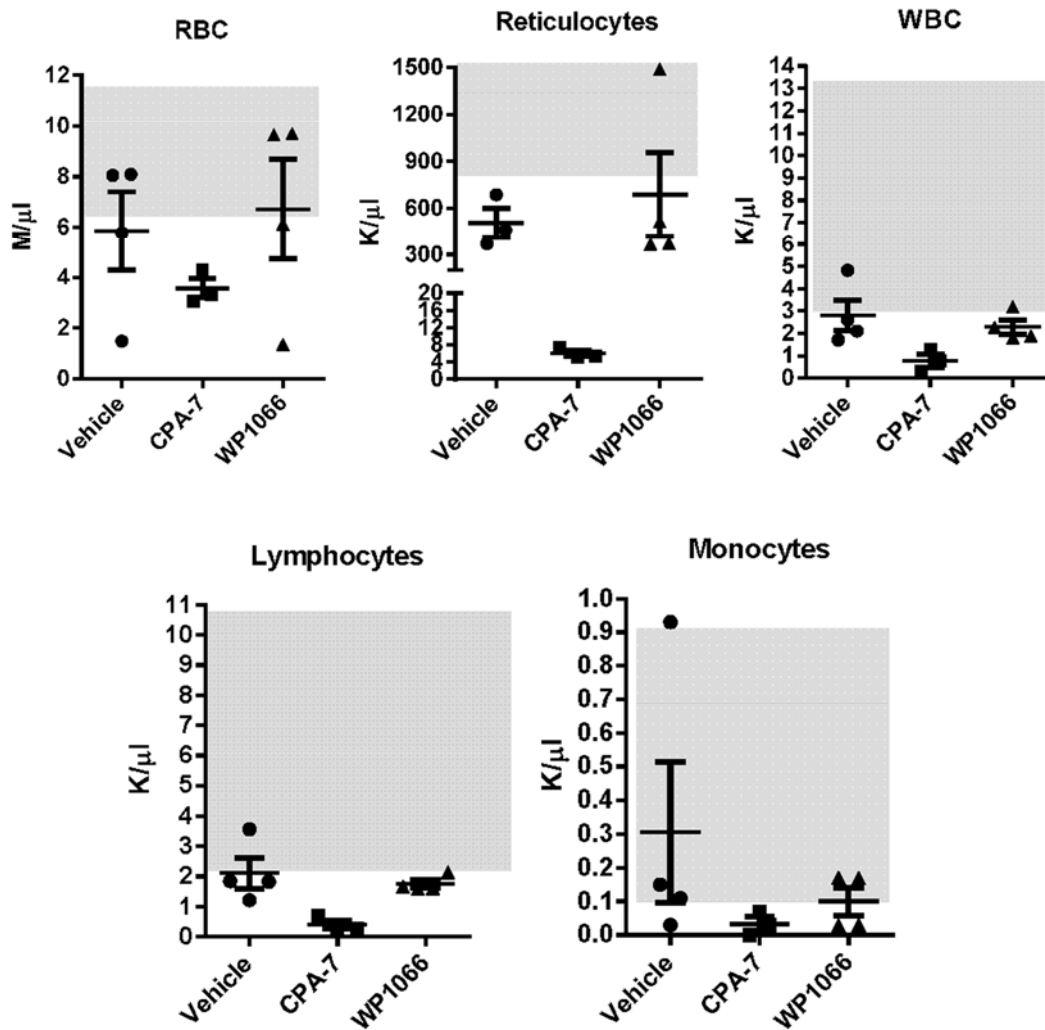 RBC
M/µl
12
10
8
6
4
2
0
Vehicle
CPA-7
WP1066
Reticulocytes
K/µl
1500
1200
900
600
300
20
16
12
8
4
0
Vehicle
CPA-7
WP1066
WBC
K/µl
14
13
12
11
10
9
8
7
6
5
4
3
2
1
0
Vehicle
CPA-7
WP1066
Lymphocytes
K/µl
11
10
9
8
7
6
5
4
3
2
1
0
Vehicle
CPA-7
WP1066
Monocytes
K/µl
1.0
0.9
0.8
0.7
0.6
0.5
0.4
0.3
0.2
0.1
0.0
Vehicle
CPA-7
WP1066